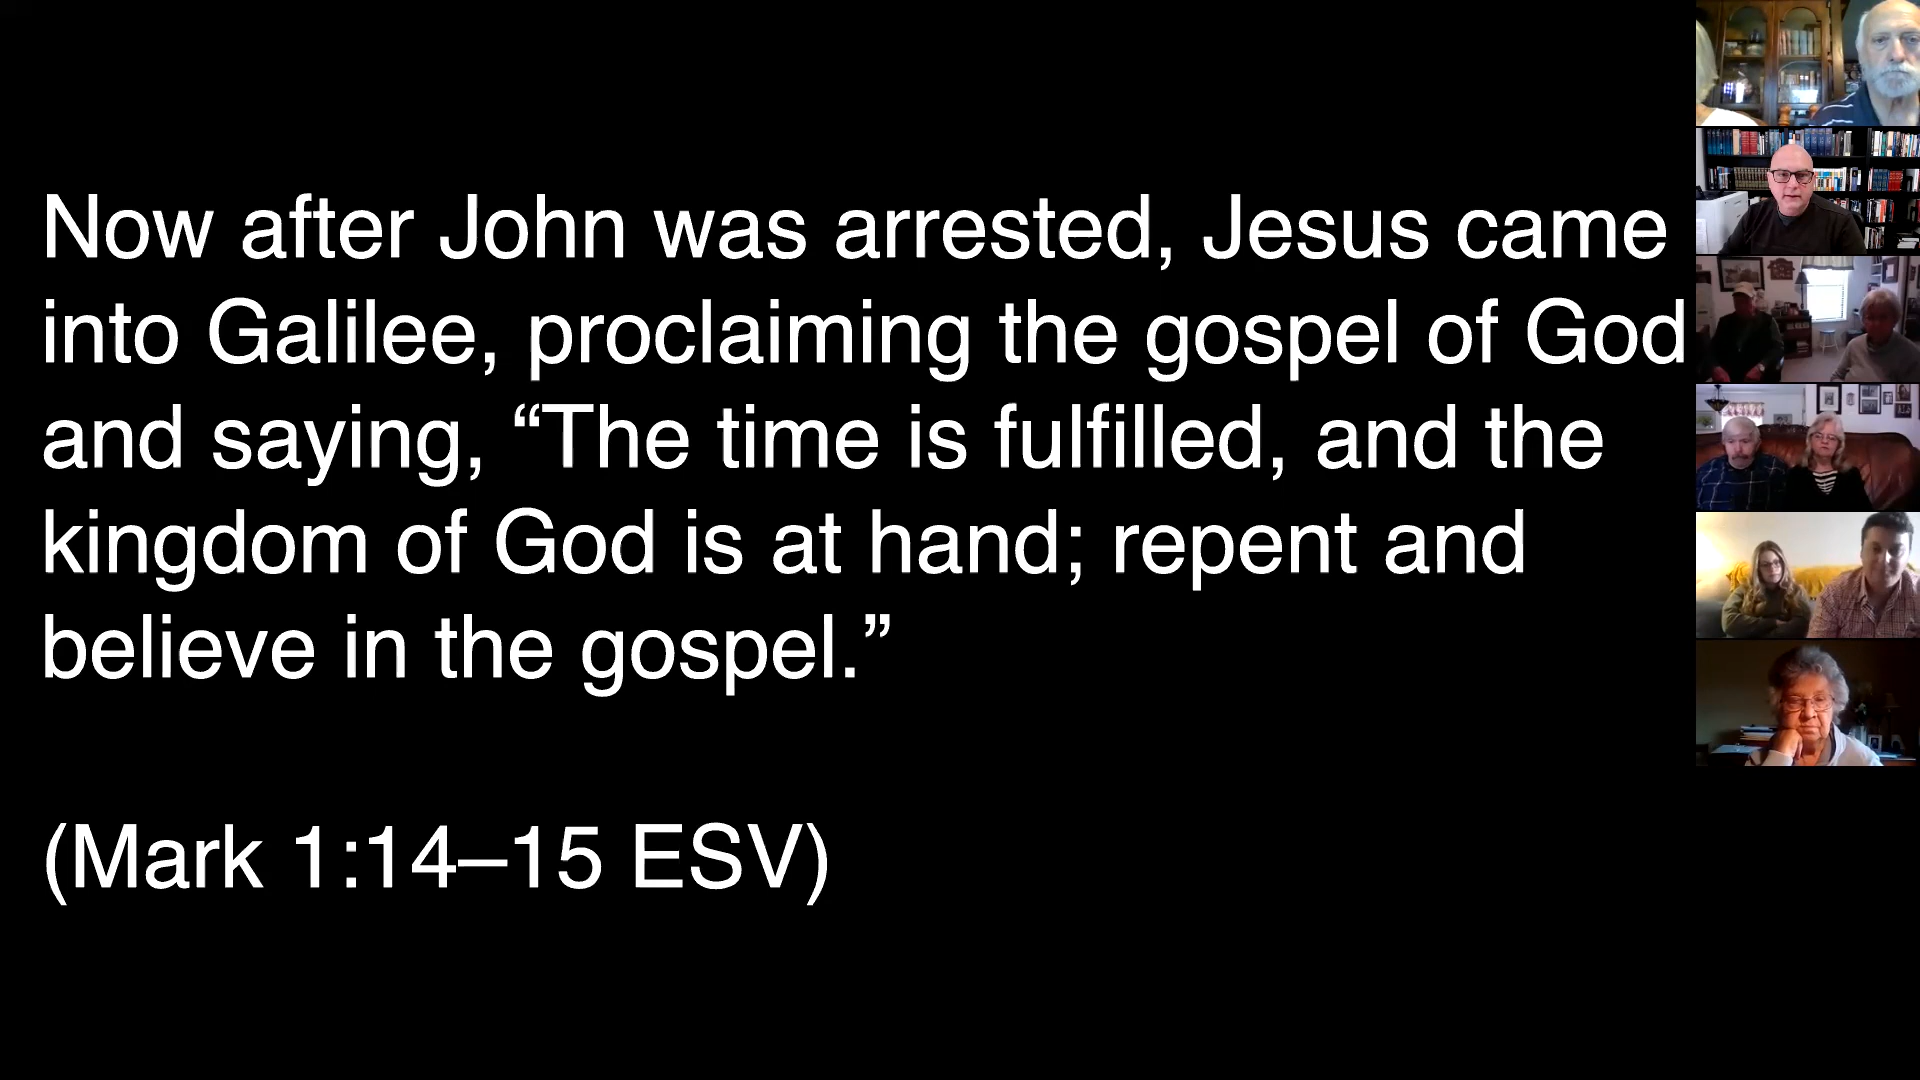 Now after John was arrested, Jesus came
into Galilee, proclaiming the gospel of God
and saying, “The time is fulfilled, and the
kingdom of God is at hand; repent and
believe in the gospel.”
(Mark 1:14–15 ESV)